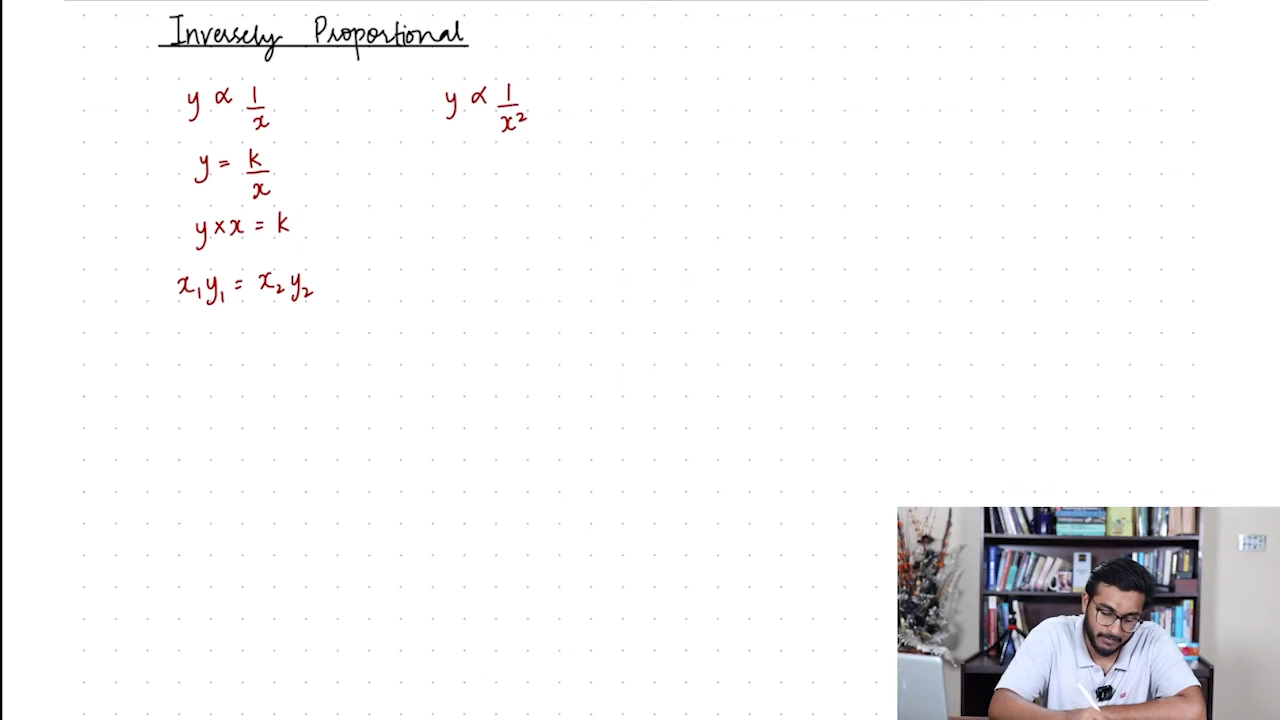 Inversely Proportional
y ∝ 1/x
y = k/x
y × x = k
x₁y₁ = x₂y₂
y ∝ 1/x²